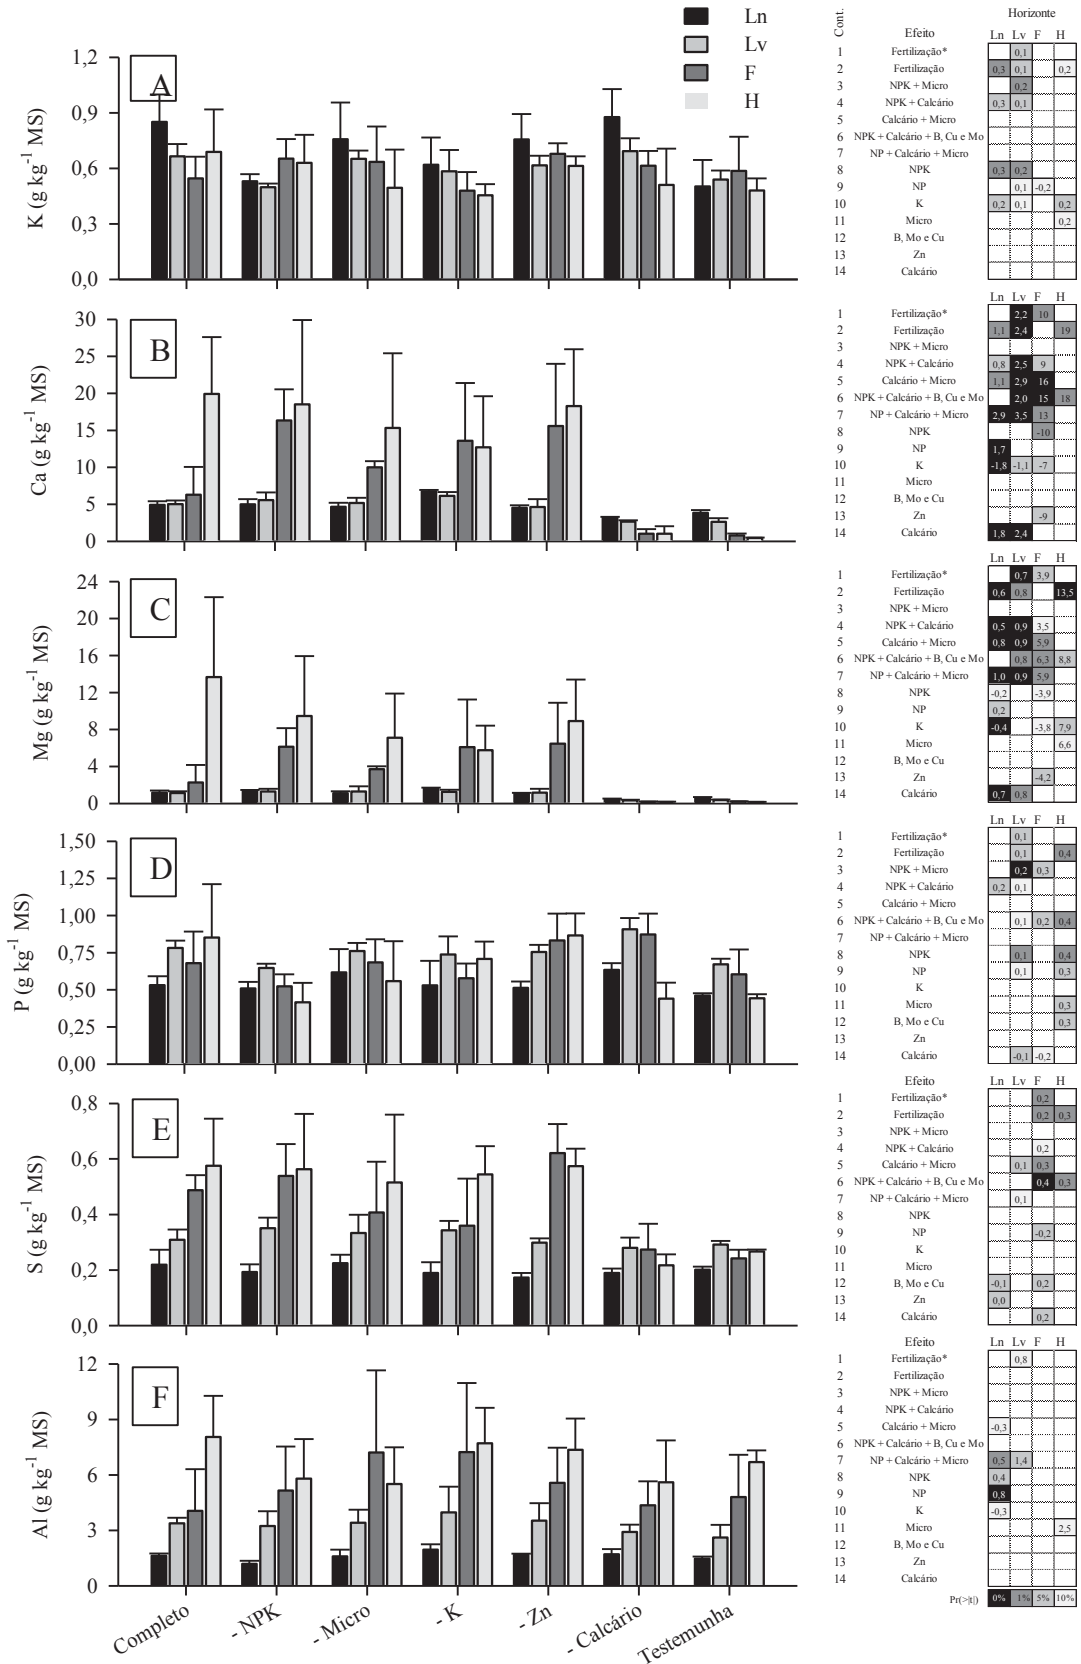 Ln
Lv
F
H
K (g kg-1 MS)
1,2
0,9
0,6
0,3
0,0
A
Ca (g kg-1 MS)
30
25
20
15
10
5
0
B
Mg (g kg-1 MS)
24
20
16
12
8
4
0
C
P (g kg-1 MS)
1,50
1,25
1,00
0,75
0,50
0,25
0,00
D
S (g kg-1 MS)
0,8
0,6
0,4
0,2
0,0
E
Al (g kg-1 MS)
12
9
6
3
0
F
Completo
- NPK
- Micro
- K
- Zn
- Calcário
Testemunha
Horizonte
Cont. Efeito Ln Lv F H
1 Fertilização* 0,1
2 Fertilização 0,3 0,1 0,2
3 NPK + Micro 0,2
4 NPK + Calcário 0,3 0,1
5 Calcário + Micro
6 NPK + Calcário + B, Cu e Mo
7 NP + Calcário + Micro
8 NPK 0,3 0,2
9 NP 0,1 -0,2
10 K 0,2 0,1 0,2
11 Micro 0,2
12 B, Mo e Cu
13 Zn
14 Calcário
Ln Lv F H
1 Fertilização* 2,2 10
2 Fertilização 1,1 2,4 19
3 NPK + Micro
4 NPK + Calcário 0,8 2,5 9
5 Calcário + Micro 1,1 2,9 16
6 NPK + Calcário + B, Cu e Mo 2,0 15 18
7 NP + Calcário + Micro 2,9 3,5 13
8 NPK -10
9 NP 1,7
10 K -1,8 -1,1 -7
11 Micro
12 B, Mo e Cu
13 Zn -9
14 Calcário 1,8 2,4
Ln Lv F H
1 Fertilização* 0,7 3,9
2 Fertilização 0,6 0,8 13,5
3 NPK + Micro
4 NPK + Calcário 0,5 0,9 3,5
5 Calcário + Micro 0,8 0,9 5,9
6 NPK + Calcário + B, Cu e Mo 0,8 6,3 8,8
7 NP + Calcário + Micro 1,0 0,9 5,9
8 NPK -0,2 -3,9
9 NP 0,2
10 K -0,4 -3,8 7,9
11 Micro 6,6
12 B, Mo e Cu
13 Zn -4,2
14 Calcário 0,7 0,8
Ln Lv F H
1 Fertilização* 0,1
2 Fertilização 0,1 0,4
3 NPK + Micro 0,2 0,3
4 NPK + Calcário 0,2 0,1
5 Calcário + Micro
6 NPK + Calcário + B, Cu e Mo 0,1 0,2 0,4
7 NP + Calcário + Micro
8 NPK 0,1 0,4
9 NP 0,1 0,3
10 K
11 Micro 0,3
12 B, Mo e Cu 0,3
13 Zn
14 Calcário -0,1 -0,2
Efeito Ln Lv F H
1 Fertilização* 0,2
2 Fertilização 0,2 0,3
3 NPK + Micro
4 NPK + Calcário 0,2
5 Calcário + Micro 0,1 0,3
6 NPK + Calcário + B, Cu e Mo 0,4 0,3
7 NP + Calcário + Micro 0,1
8 NPK
9 NP -0,2
10 K
11 Micro
12 B, Mo e Cu -0,1 0,2
13 Zn 0,0
14 Calcário 0,2
Efeito Ln Lv F H
1 Fertilização* 0,8
2 Fertilização
3 NPK + Micro
4 NPK + Calcário
5 Calcário + Micro -0,3
6 NPK + Calcário + B, Cu e Mo
7 NP + Calcário + Micro 0,5 1,4
8 NPK 0,4
9 NP 0,8
10 K -0,3
11 Micro 2,5
12 B, Mo e Cu
13 Zn
14 Calcário
Pr(>|t|) 0% 1% 5% 10%